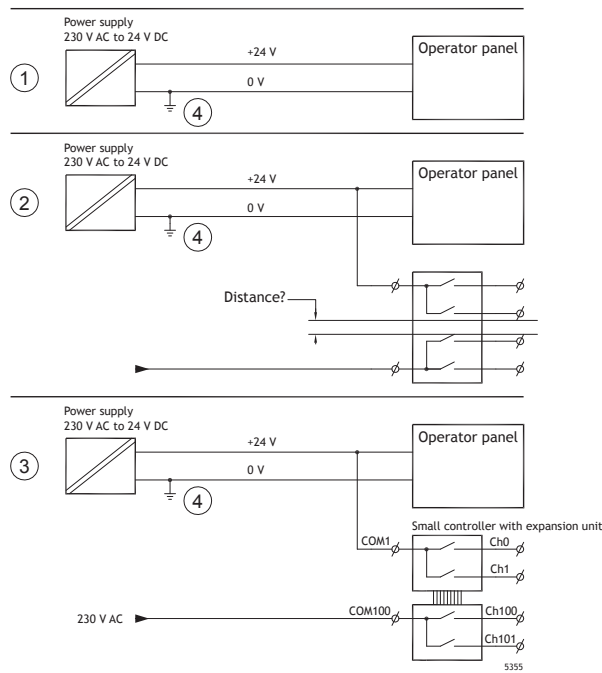 Power supply
230 V AC to 24 V DC
+24 V
Operator panel
1
0 V
4
Power supply
230 V AC to 24 V DC
+24 V
Operator panel
2
0 V
4
Distance?
Power supply
230 V AC to 24 V DC
+24 V
Operator panel
3
0 V
4
Small controller with expansion unit
COM1
Ch0
Ch1
230 V AC
COM100
Ch100
Ch101
5355